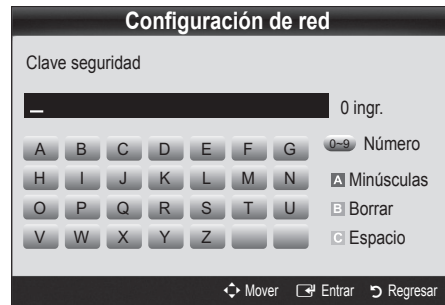 Configuración de red
Clave seguridad
_ 0 ingr.
A B C D E F G 0~9 Número
H I J K L M N A Minúsculas
O P Q R S T U B Borrar
V W X Y Z C Espacio
Mover Entrar Regresar